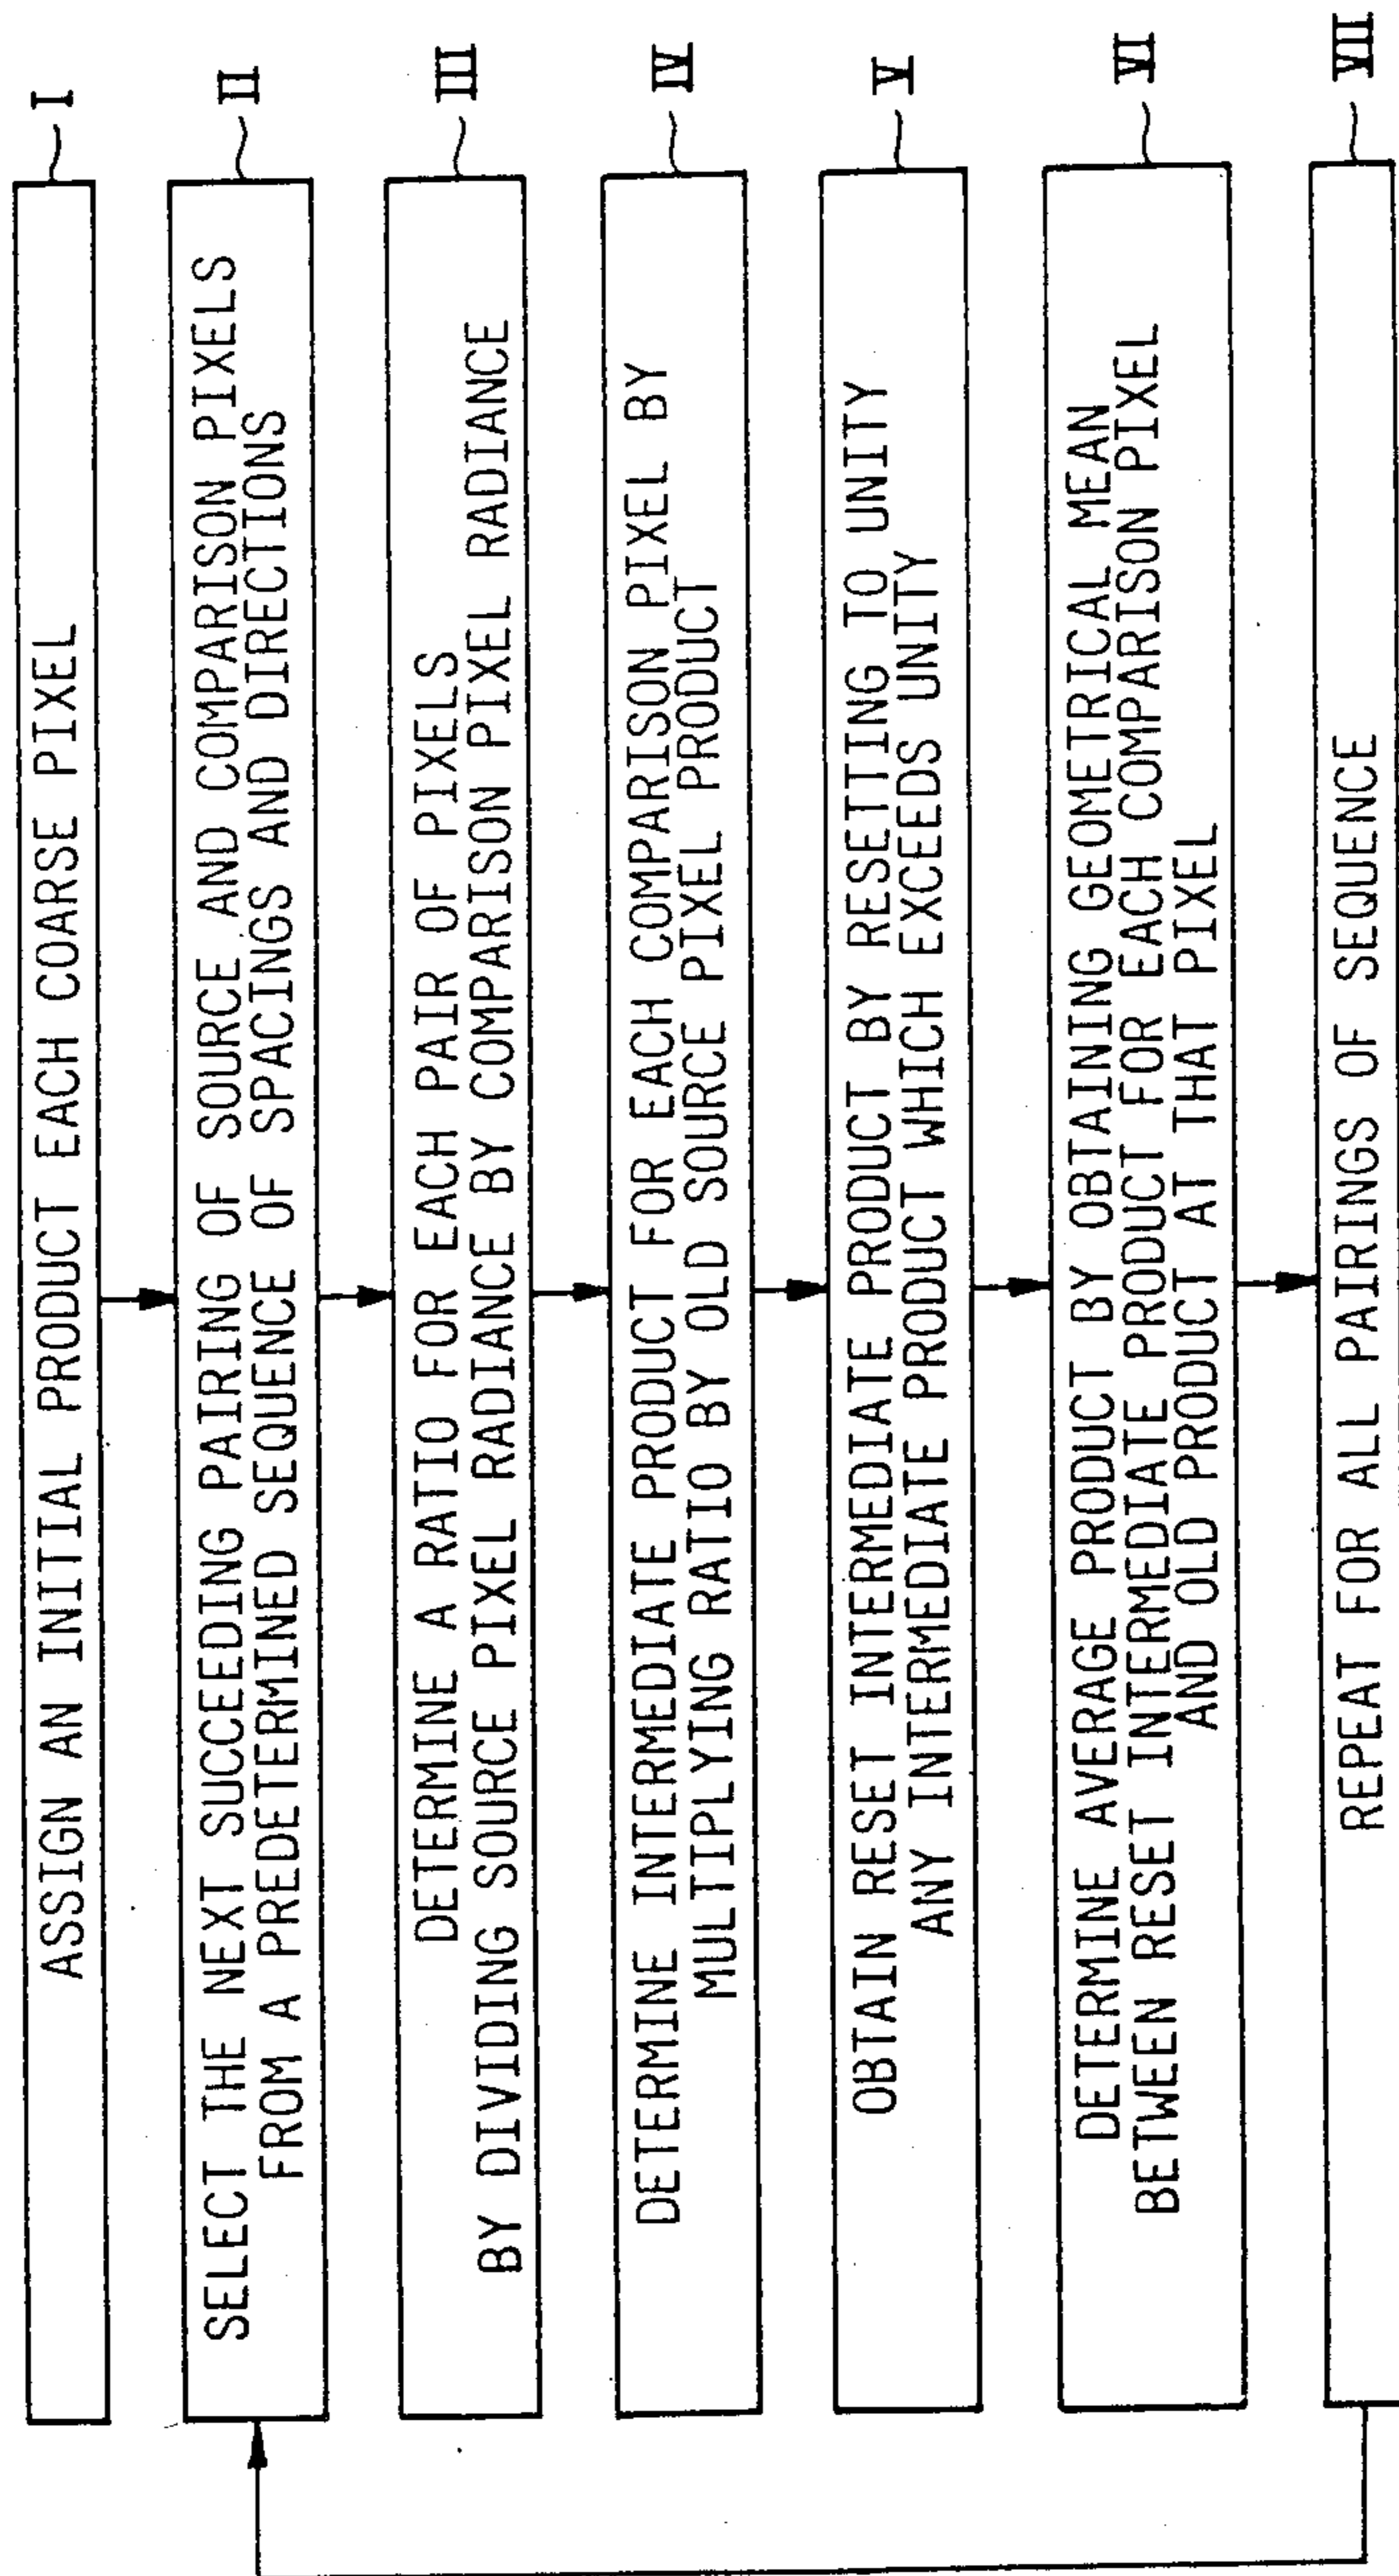 ASSIGN AN INITIAL PRODUCT EACH COARSE PIXEL
I
SELECT THE NEXT SUCCEEDING PAIRING OF SOURCE AND COMPARISON PIXELS
FROM A PREDETERMINED SEQUENCE OF SPACINGS AND DIRECTIONS
II
DETERMINE A RATIO FOR EACH PAIR OF PIXELS
BY DIVIDING SOURCE PIXEL RADIANCE BY COMPARISON PIXEL RADIANCE
III
DETERMINE INTERMEDIATE PRODUCT FOR EACH COMPARISON PIXEL BY
MULTIPLYING RATIO BY OLD SOURCE PIXEL PRODUCT
IV
OBTAIN RESET INTERMEDIATE PRODUCT BY RESETTING TO UNITY
ANY INTERMEDIATE PRODUCT WHICH EXCEEDS UNITY
V
DETERMINE AVERAGE PRODUCT BY OBTAINING GEOMETRICAL MEAN
BETWEEN RESET INTERMEDIATE PRODUCT FOR EACH COMPARISON PIXEL
AND OLD PRODUCT AT THAT PIXEL
VI
REPEAT FOR ALL PAIRINGS OF SEQUENCE
VII